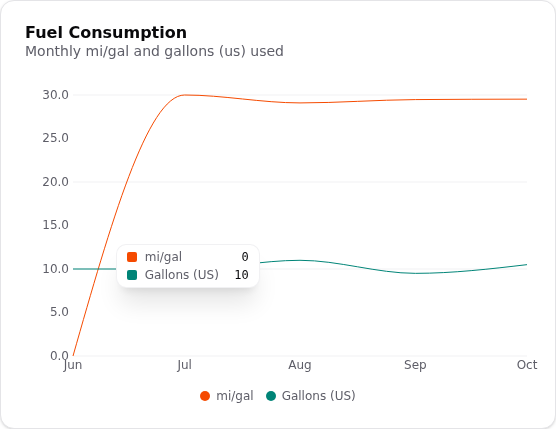 Fuel Consumption
Monthly mi/gal and gallons (us) used
30.0
25.0
20.0
15.0
10.0
5.0
0.0
mi/gal 0
Gallons (US) 10
Jun Jul Aug Sep Oct
mi/gal Gallons (US)